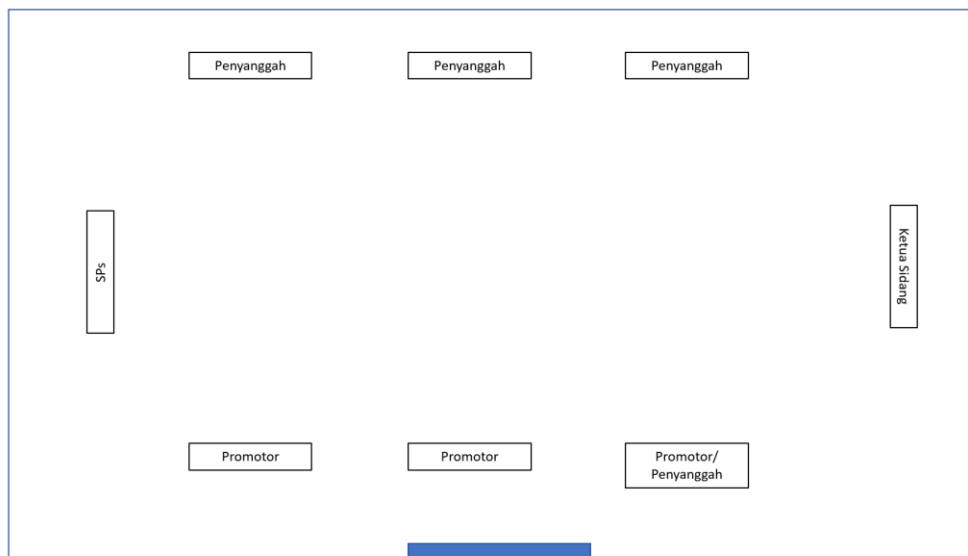 Penyanggah
Penyanggah
Penyanggah
SPs
Ketua Sidang
Promotor
Promotor
Promotor/
Penyanggah